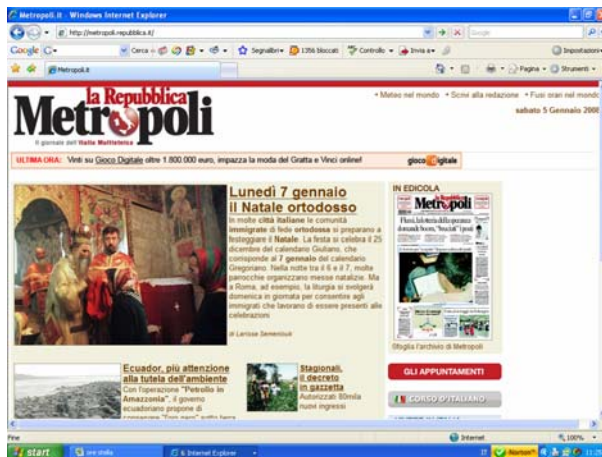 Metropoli.it - Windows Internet Explorer
http://metropoli.repubblica.it/
Google
Cerca
Segnalibri
1356 bloccati
Controllo
Invia a
Impostazioni
Metropoli.it
Pagina
Strumenti
la Repubblica
Metropoli
Il giornale dell'Italia Multietnica
Meteo nel mondo
Scrivi alla redazione
Fusi orari nel mondo
sabato 5 Gennaio 2008
ULTIMA ORA: Vinti su Gioco Digitale oltre 1.800.000 euro, impazza la moda del Gratta e Vinci online!
gioco digitale
Lunedì 7 gennaio
il Natale ortodosso
In molte città italiane le comunità
immigrate di fede ortodossa si preparano a
festeggiare il Natale. La festa si celebra il 25
dicembre del calendario Giuliano, che
corrisponde al 7 gennaio del calendario
Gregoriano. Nella notte tra il 6 e il 7, molte
parrocchie organizzano messe natalizie. Ma
a Roma, ad esempio, la liturgia si svolgerà
domenica in giornata per consentire agli
immigrati che lavorano di essere presenti alle
celebrazioni
di Larissa Semeniouk
IN EDICOLA
Metropoli
Sfoglia l'archivio di Metropoli
GLI APPUNTAMENTI
CORSO D'ITALIANO
Ecuador, più attenzione
alla tutela dell'ambiente
Con l'operazione "Petrolio in
Amazzonia", il governo
ecuadoriano propone di
Stagionali,
il decreto
in gazzetta
Autorizzati 80mila
nuovi ingressi
Fine
Internet
100%
start
6 Internet Explorer
IT
Norton